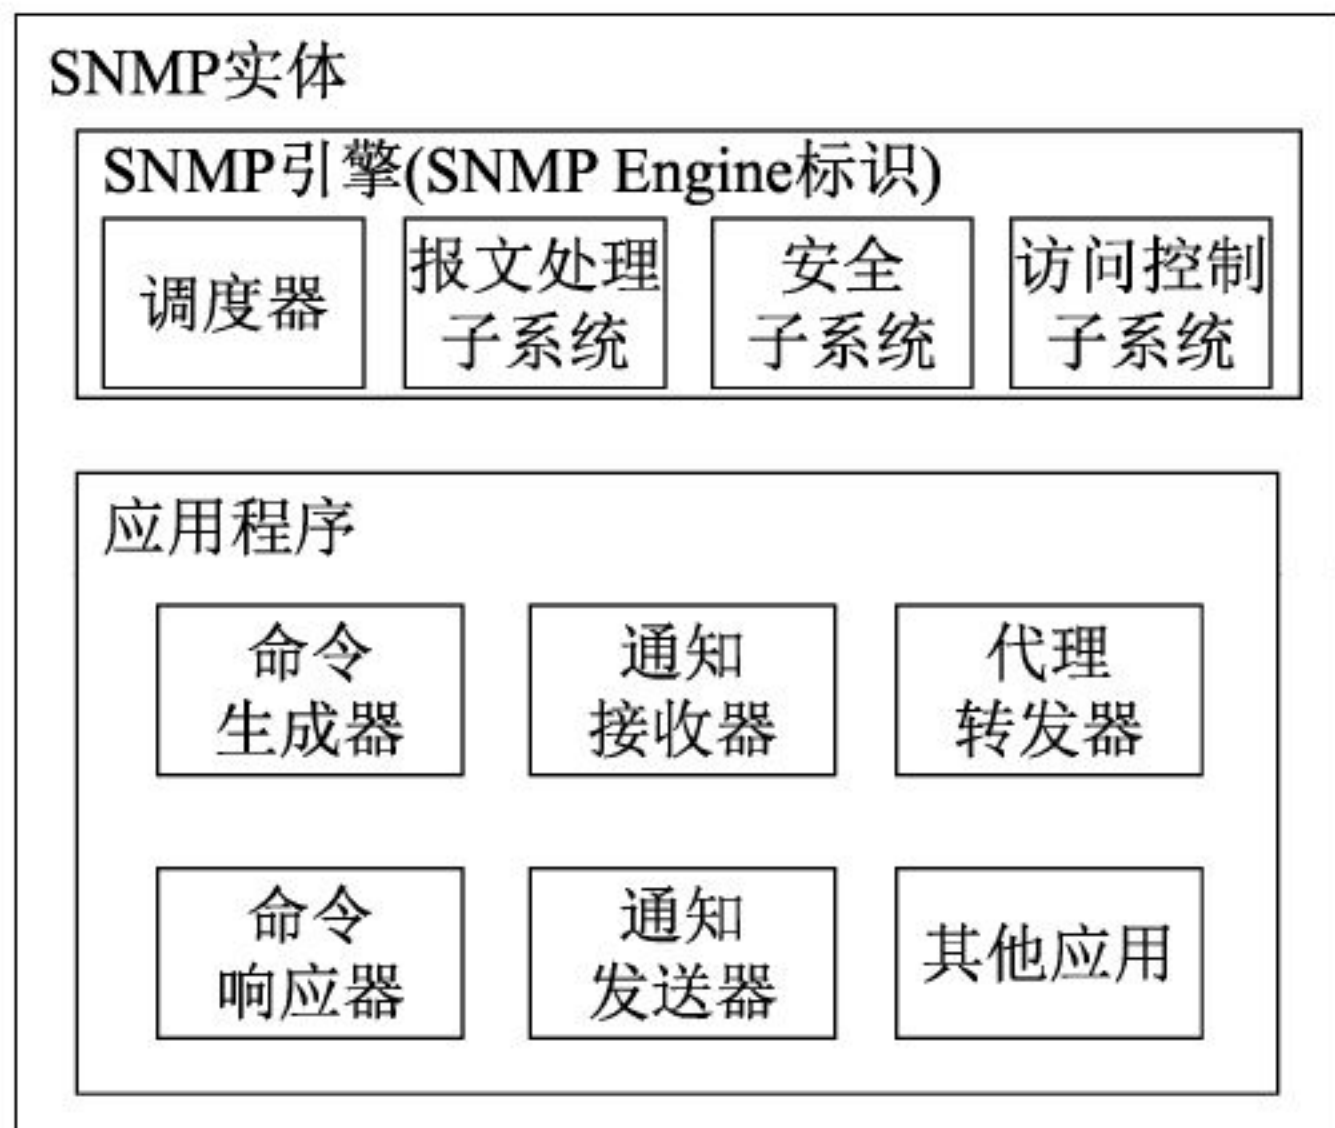 SNMP实体
SNMP引擎(SNMP Engine标识)
调度器
报文处理
子系统
安全
子系统
访问控制
子系统
应用程序
命令
生成器
通知
接收器
代理
转发器
命令
响应器
通知
发送器
其他应用